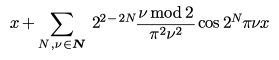 x + \sum_{N,\nu \in \boldsymbol{N}} 2^{2-2N} \frac{\nu \bmod 2}{\pi^2 \nu^2} \cos 2^N \pi \nu x